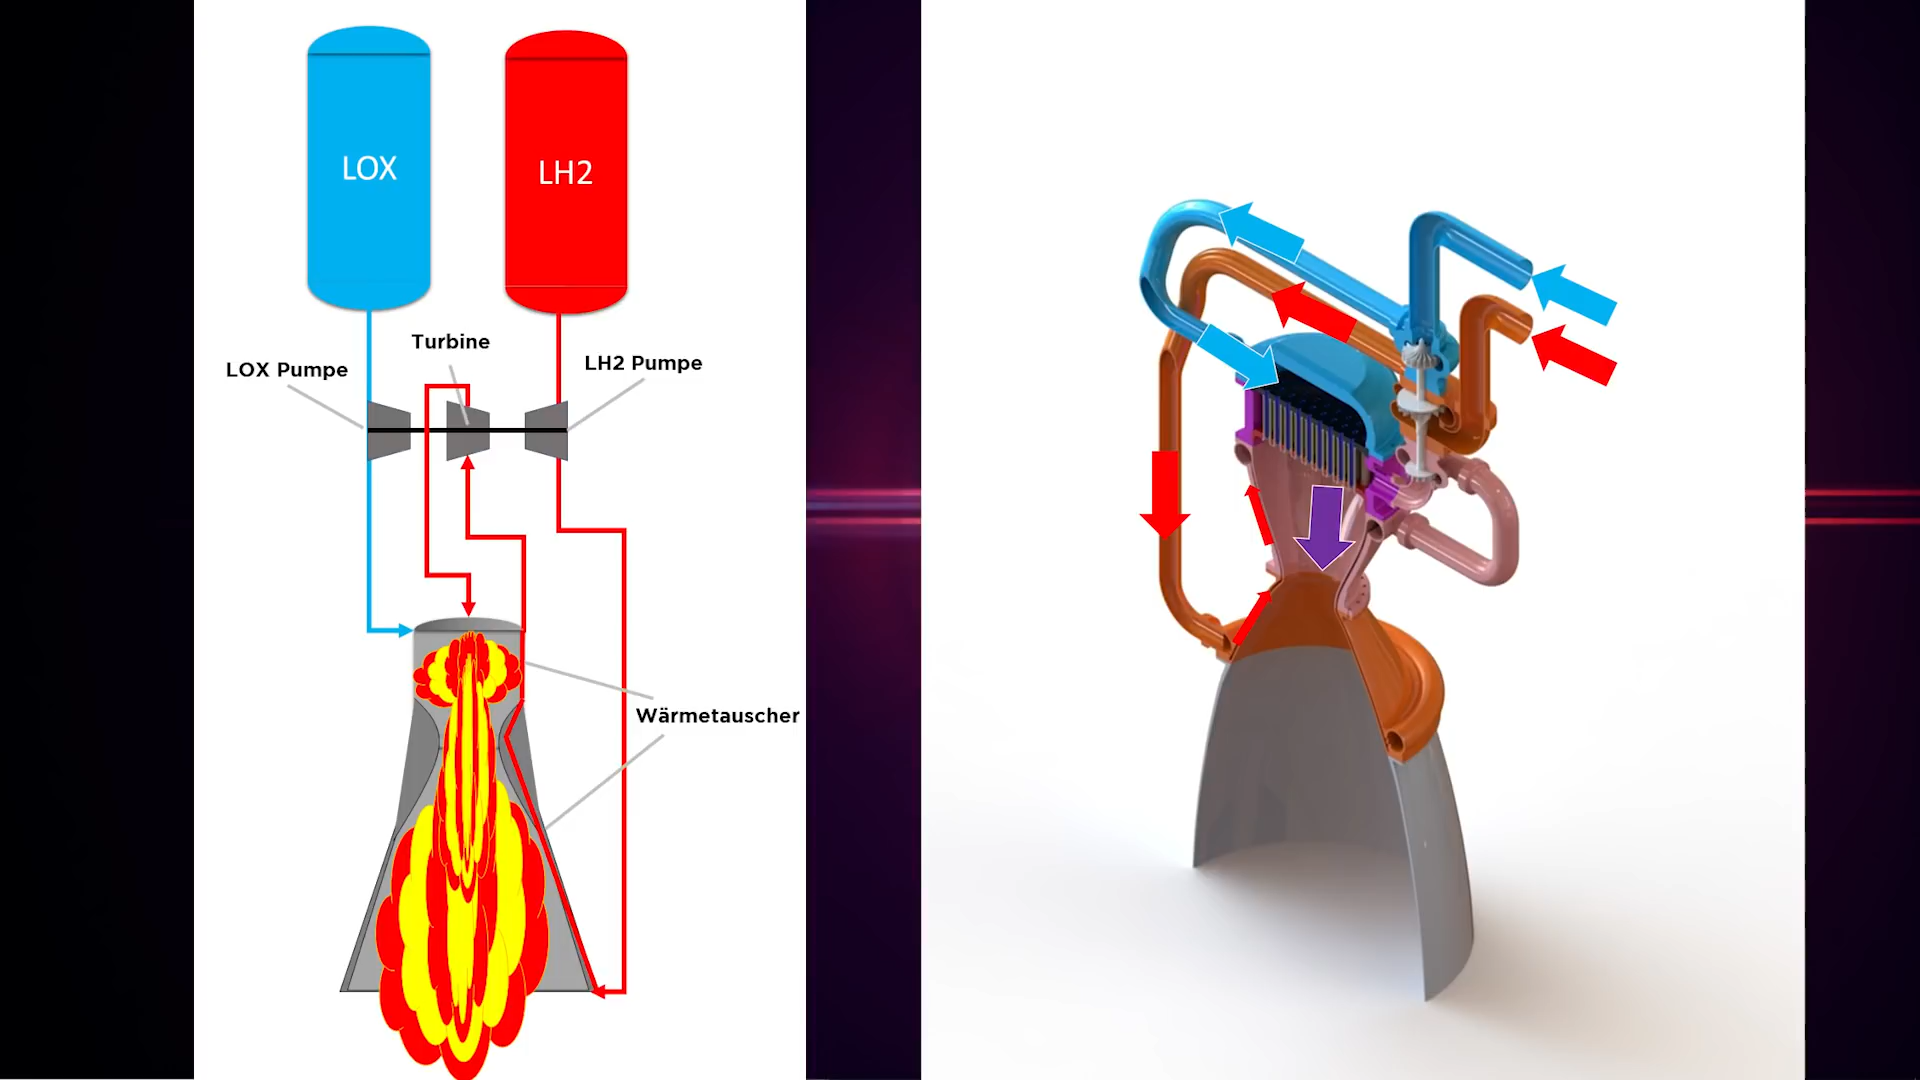 LOX
LH2
Turbine
LOX Pumpe
LH2 Pumpe
Wärmetauscher